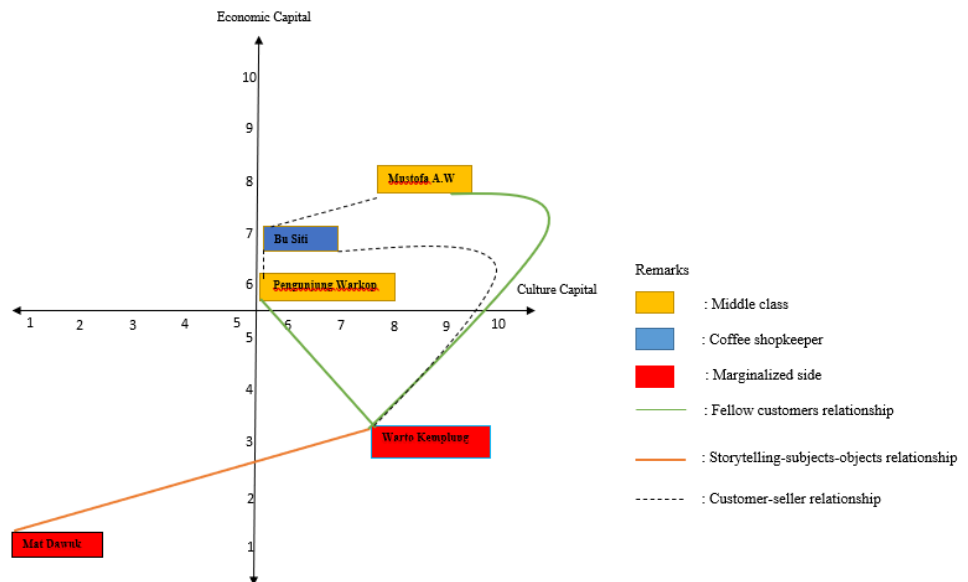 Economic Capital
10
9
8
Mustofa A.W
7
Bu Siti
6
Pengunjung Warkop
Culture Capital
1 2 3 4 5 6 7 8 9 10
5
4
Warto Kemplung
3
2
Mat Dawuk
1
Remarks
: Middle class
: Coffee shopkeeper
: Marginalized side
: Fellow customers relationship
: Storytelling-subjects-objects relationship
: Customer-seller relationship